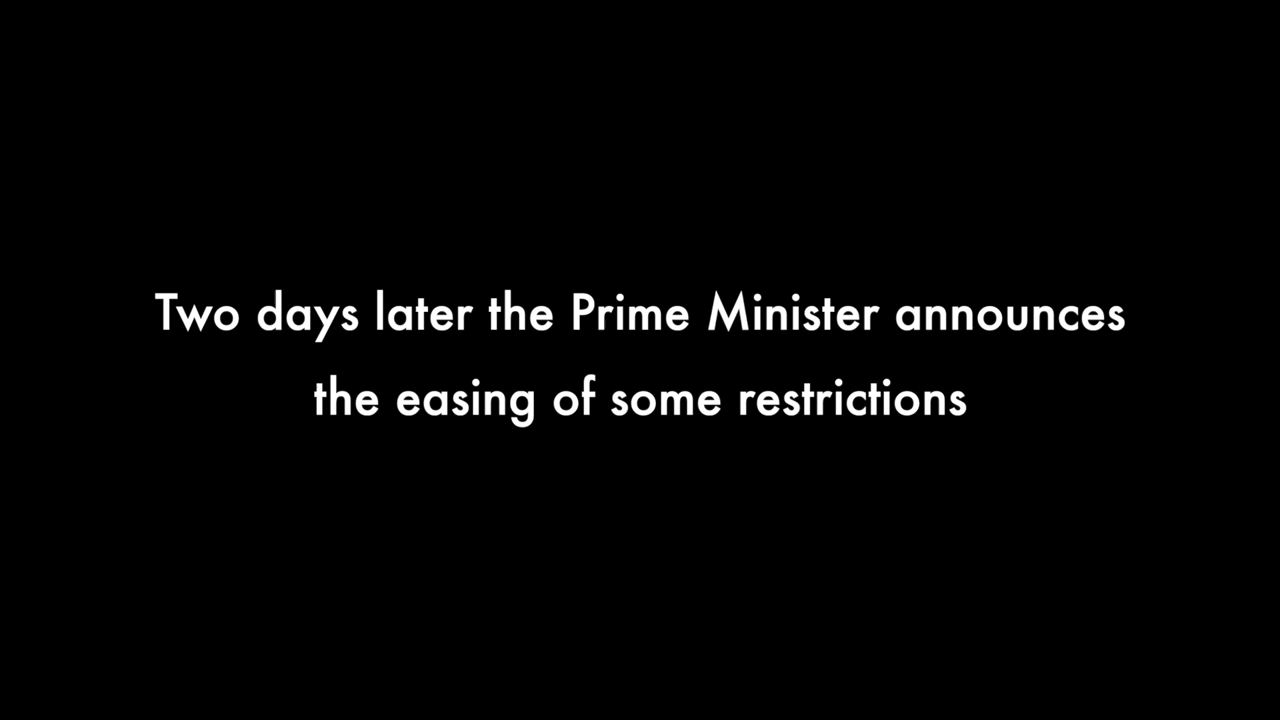 Two days later the Prime Minister announces
the easing of some restrictions